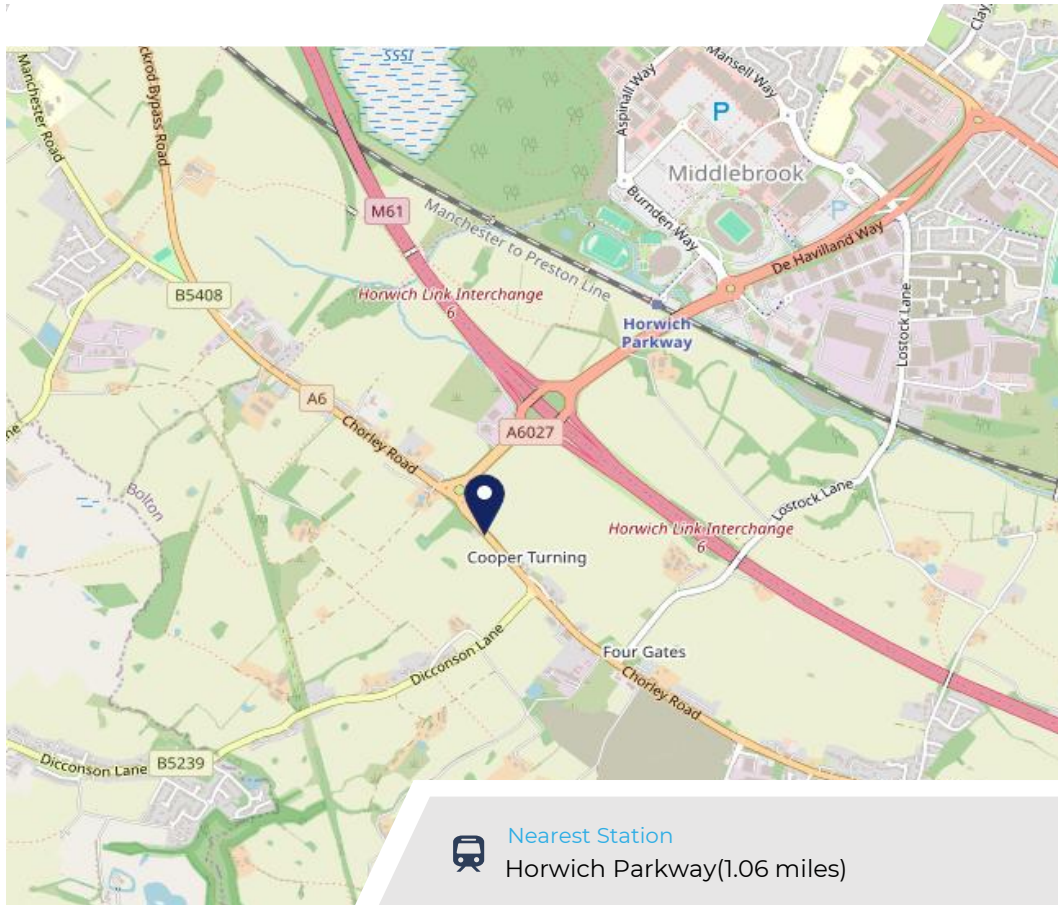 SSSI
Clay
Mansell Way
Aspinall Way
P
Manchester Road
ckrod Bypass Road
Middlebrook
M61
Burnden Way
P
Manchester to Preston Line
De Havilland Way
B5408
Horwich Link Interchange
6
Horwich
Parkway
Lostock Lane
A6
A6027
Chorley Road
ne
Bolton
Lostock Lane
Horwich Link Interchange
6
Cooper Turning
Four Gates
Dicconson Lane
Chorley Road
Dicconson Lane
B5239
Nearest Station
Horwich Parkway(1.06 miles)